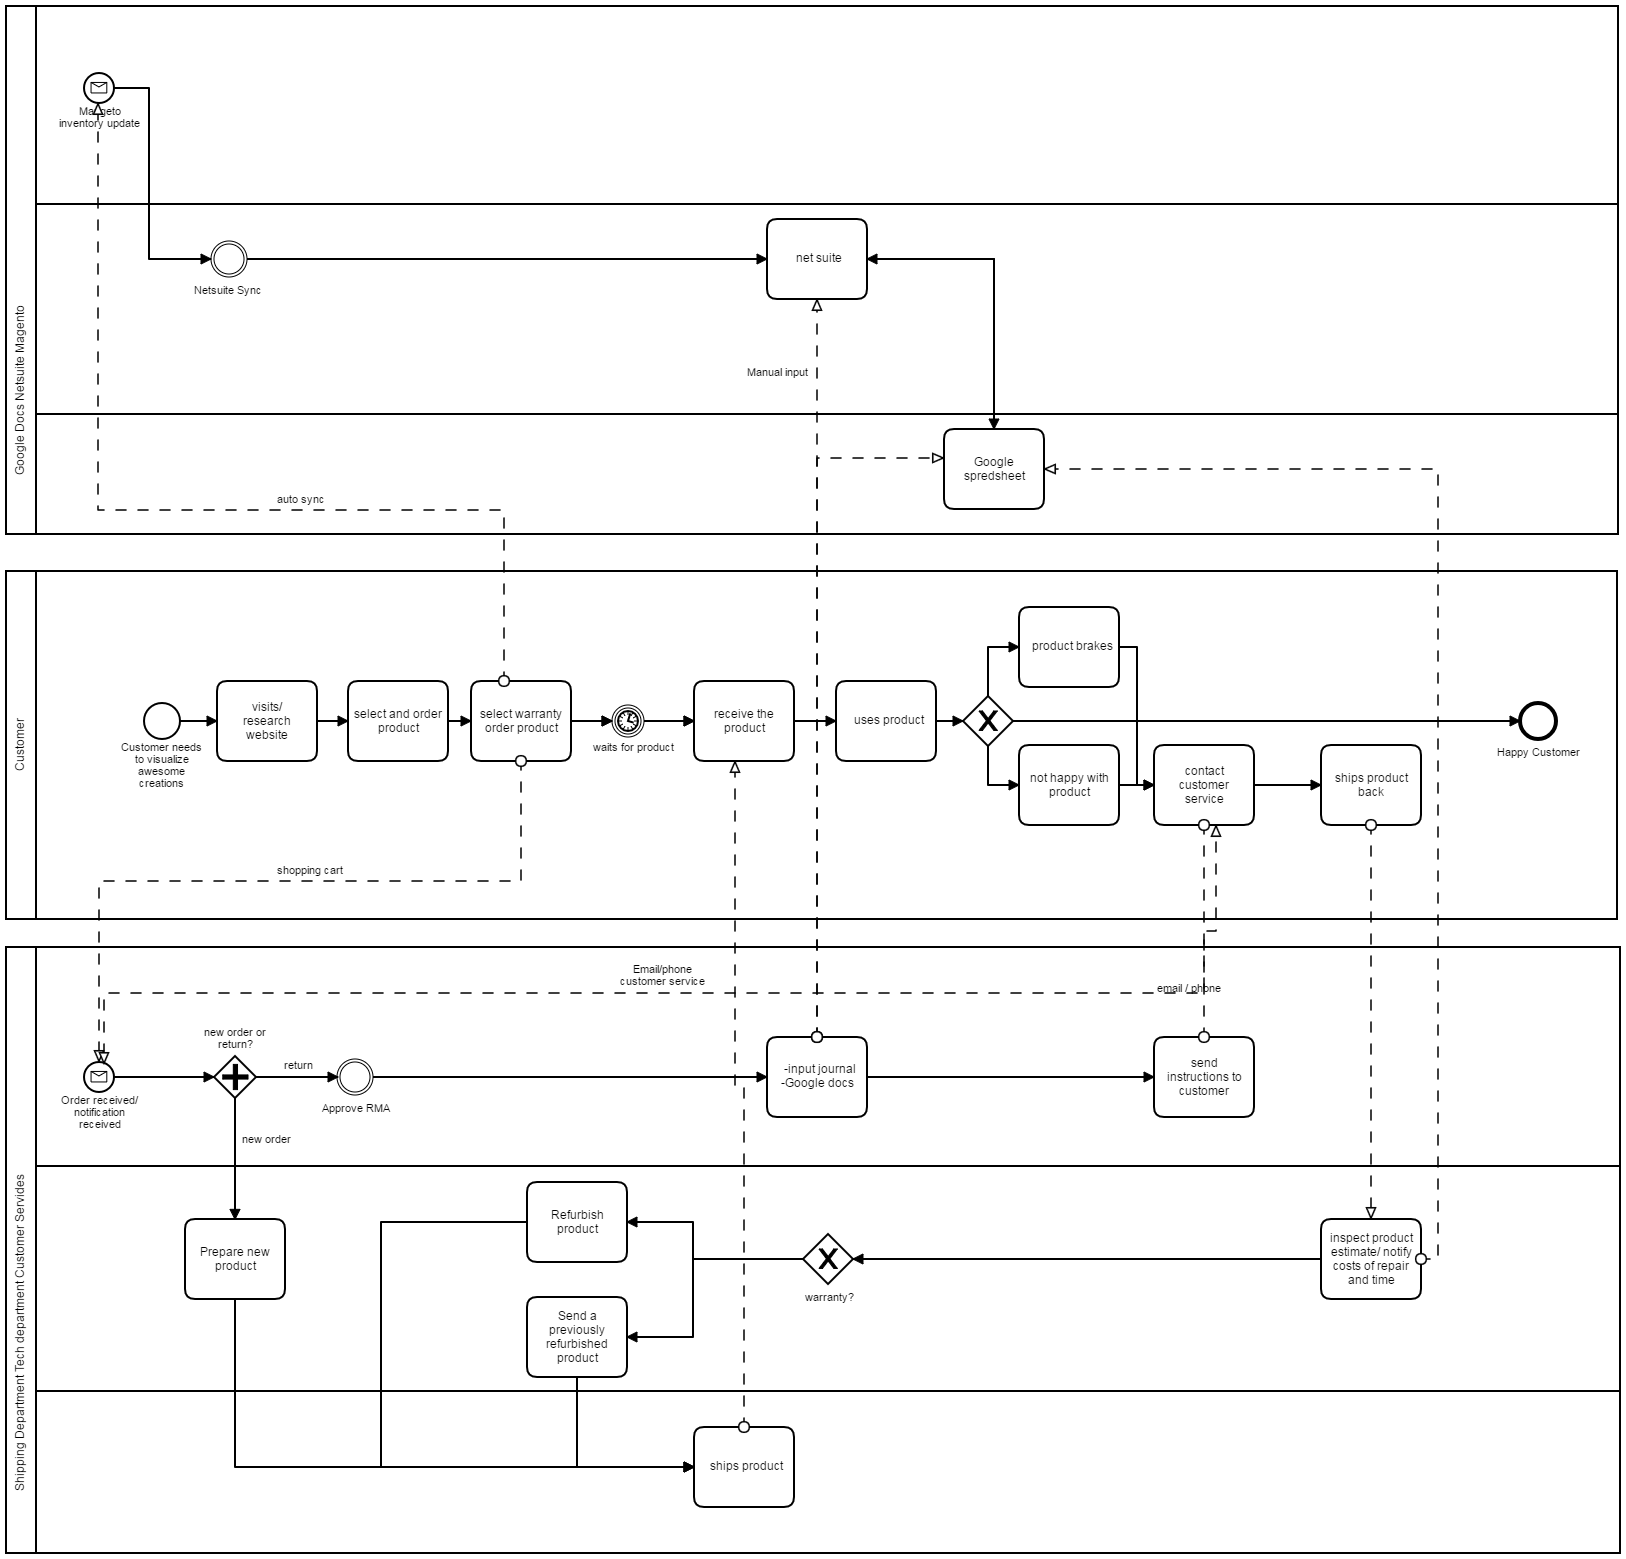 Google Docs Netsuite Magento
Mangeto
inventory update
Netsuite Sync
net suite
Manual input
Google
spredsheet
auto sync
Customer
Customer needs
to visualize
awesome
creations
visits/
research
website
select and order
product
select warranty
order product
waits for product
receive the
product
uses product
product brakes
not happy with
product
contact
customer
service
ships product
back
Happy Customer
shopping cart
Shipping Department Tech department Customer Servides
Email/phone
customer service
email / phone
Order received/
notification
received
new order or
return?
return
Approve RMA
new order
-input journal
-Google docs
send
instructions to
customer
Prepare new
product
Refurbish
product
Send a
previously
refurbished
product
warranty?
inspect product
estimate/ notify
costs of repair
and time
ships product